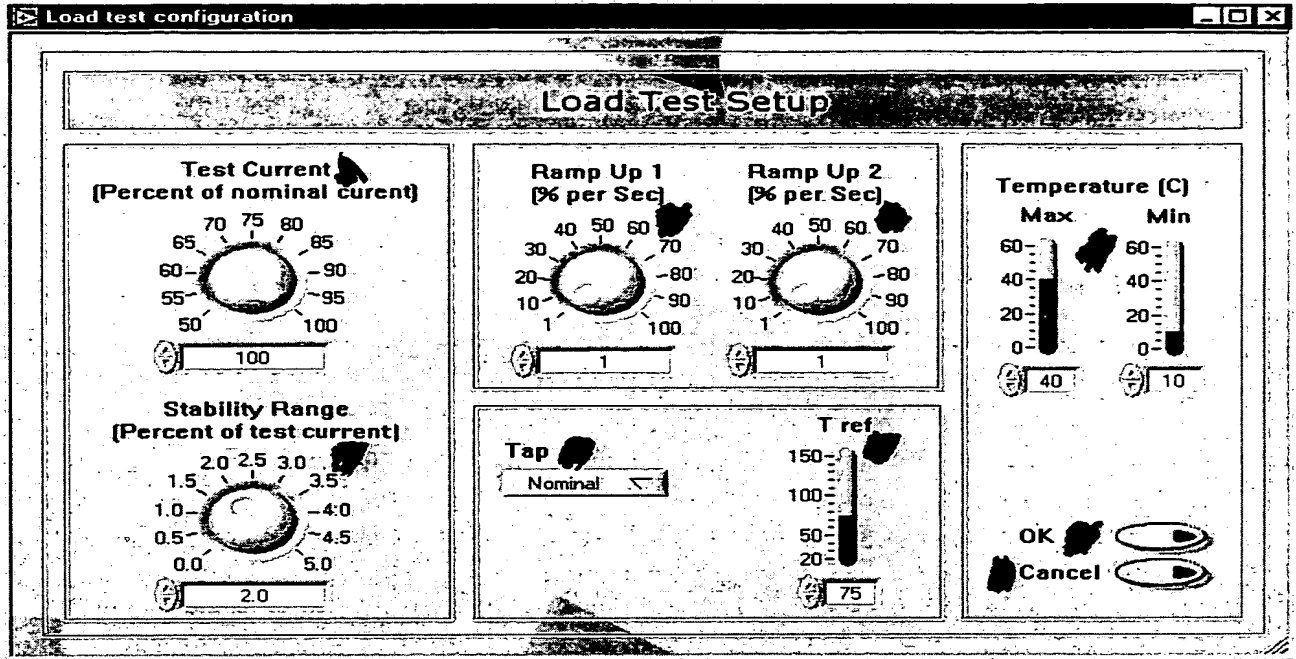 Load test configuration
Load Test Setup
Test Current
(Percent of nominal curent)
50 55 60 65 70 75 80 85 90 95 100
100
Stability Range
(Percent of test current)
0.0 0.5 1.0 1.5 2.0 2.5 3.0 3.5 4.0 4.5 5.0
2.0
Ramp Up 1
(% per Sec)
1 10 20 30 40 50 60 70 80 90 100
1
Ramp Up 2
(% per Sec)
1 10 20 30 40 50 60 70 80 90 100
1
Tap
Nominal
T ref
150
100
50
20
75
Temperature (C)
Max
60
40
20
0
40
Min
60
40
20
0
10
OK
Cancel